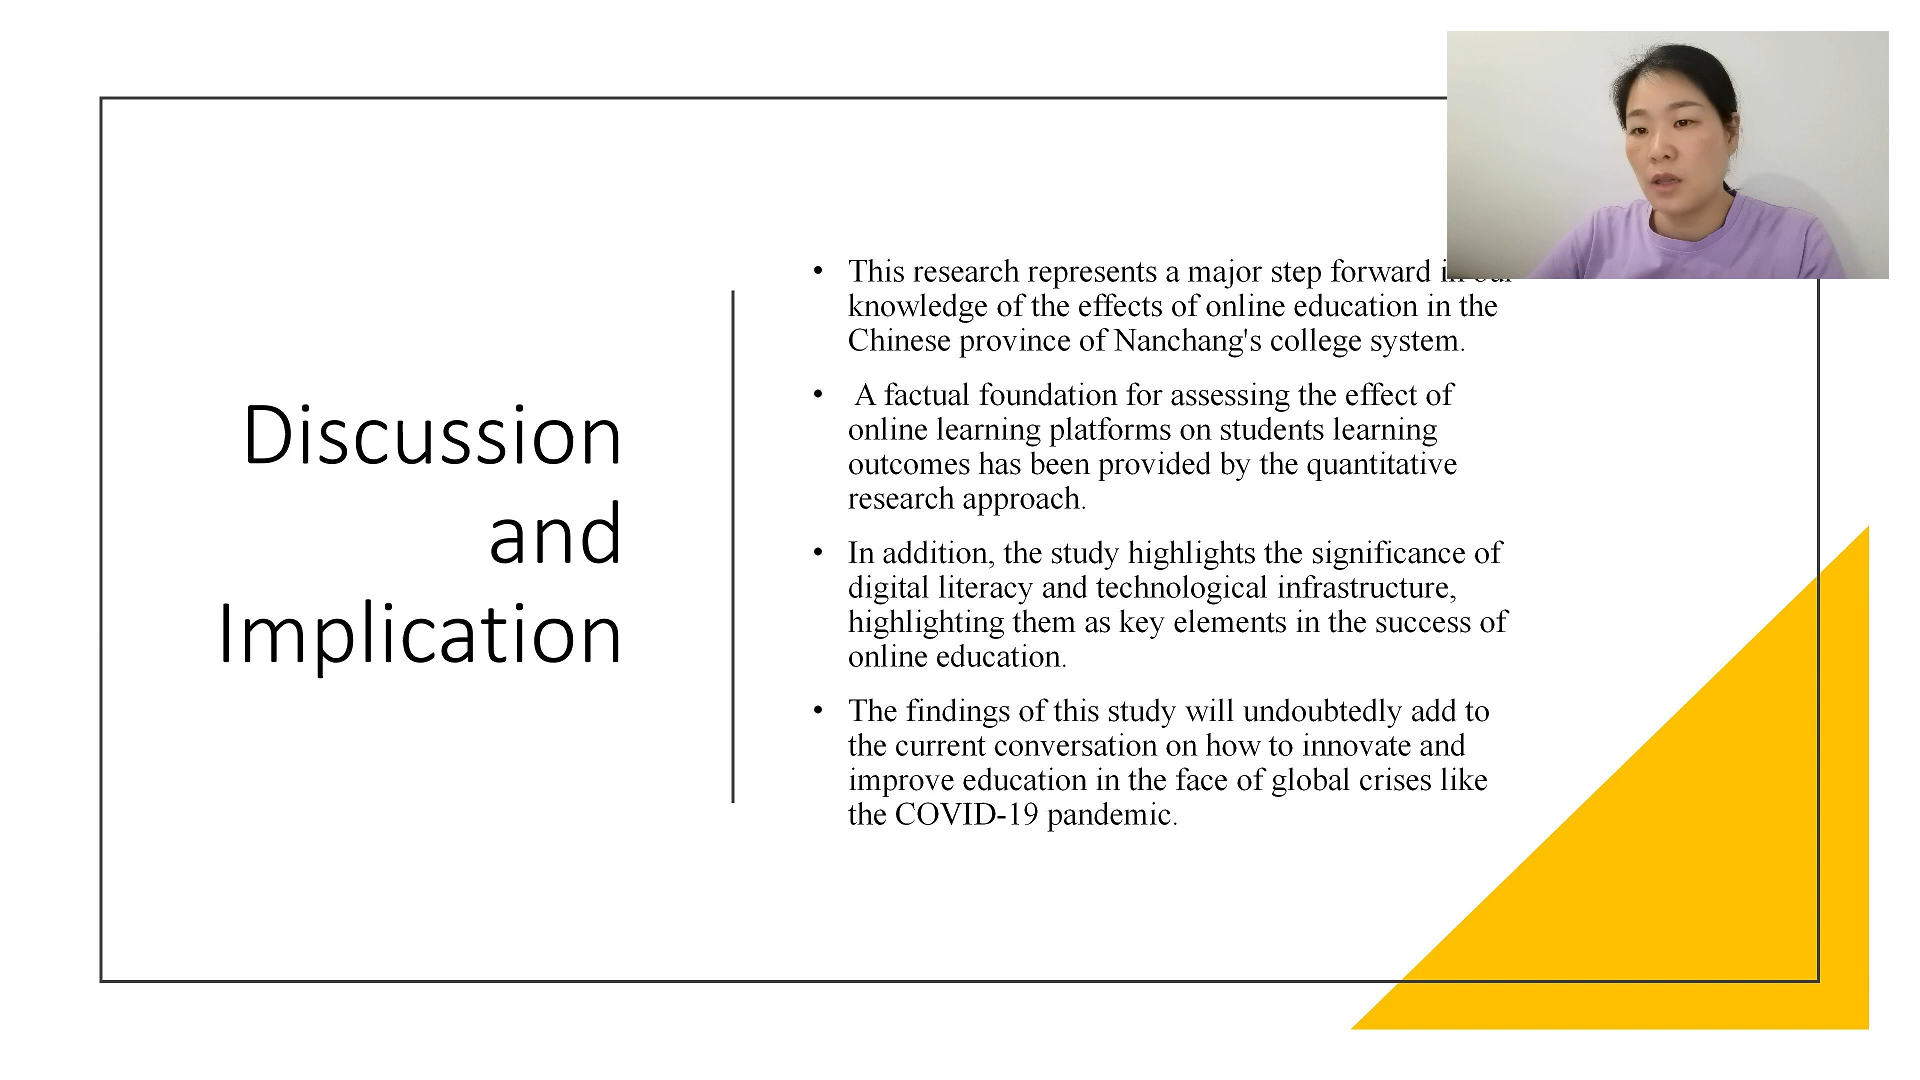 Discussion
and
Implication
• This research represents a major step forward in our
knowledge of the effects of online education in the
Chinese province of Nanchang's college system.
• A factual foundation for assessing the effect of
online learning platforms on students learning
outcomes has been provided by the quantitative
research approach.
• In addition, the study highlights the significance of
digital literacy and technological infrastructure,
highlighting them as key elements in the success of
online education.
• The findings of this study will undoubtedly add to
the current conversation on how to innovate and
improve education in the face of global crises like
the COVID-19 pandemic.